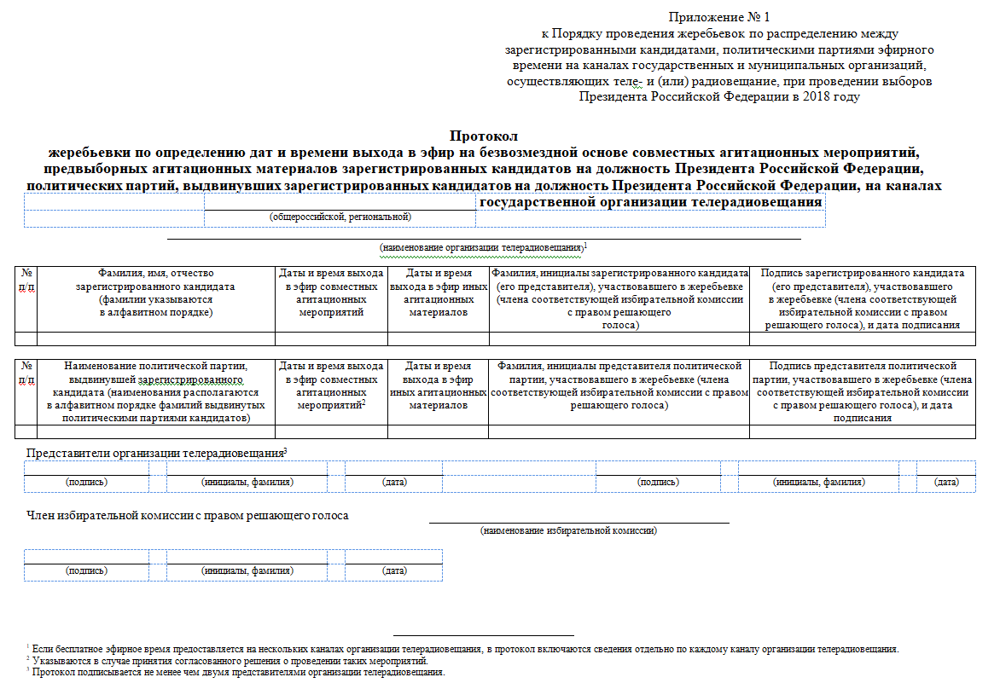 Приложение № 1
к Порядку проведения жеребьевок по распределению между
зарегистрированными кандидатами, политическими партиями эфирного
времени на каналах государственных и муниципальных организаций,
осуществляющих теле- и (или) радиовещание, при проведении выборов
Президента Российской Федерации в 2018 году
Протокол
жеребьевки по определению дат и времени выхода в эфир на безвозмездной основе совместных агитационных мероприятий,
предвыборных агитационных материалов зарегистрированных кандидатов на должность Президента Российской Федерации,
политических партий, выдвинувших зарегистрированных кандидатов на должность Президента Российской Федерации, на каналах
государственной организации телерадиовещания
(общероссийской, региональной)
(наименование организации телерадиовещания)1
№
п/п
Фамилия, имя, отчество
зарегистрированного кандидата
(фамилии указываются
в алфавитном порядке)
Даты и время выхода
в эфир совместных
агитационных
мероприятий
Даты и время
выхода в эфир иных
агитационных
материалов
Фамилия, инициалы зарегистрированного кандидата
(его представителя), участвовавшего в жеребьевке
(члена соответствующей избирательной комиссии
с правом решающего
голоса)
Подпись зарегистрированного кандидата
(его представителя), участвовавшего
в жеребьевке (члена соответствующей
избирательной комиссии с правом
решающего голоса), и дата подписания
№
п/п
Наименование политической партии,
выдвинувшей зарегистрированного
кандидата (наименования располагаются
в алфавитном порядке фамилий выдвинутых
политическими партиями кандидатов)
Даты и время выхода
в эфир совместных
агитационных
мероприятий2
Даты и время
выхода в эфир
иных агитационных
материалов
Фамилия, инициалы представителя политической
партии, участвовавшего в жеребьевке (члена
соответствующей избирательной комиссии с правом
решающего голоса)
Подпись представителя политической
партии, участвовавшего в жеребьевке (члена
соответствующей избирательной комиссии
с правом решающего голоса), и дата
подписания
Представители организации телерадиовещания3
(подпись) (инициалы, фамилия) (дата) (подпись) (инициалы, фамилия) (дата)
Член избирательной комиссии с правом решающего голоса
(наименование избирательной комиссии)
(подпись) (инициалы, фамилия) (дата)
1 Если бесплатное эфирное время предоставляется на нескольких каналах организации телерадиовещания, в протокол включаются сведения отдельно по каждому каналу организации телерадиовещания.
2 Указываются в случае принятия согласованного решения о проведении таких мероприятий.
3 Протокол подписывается не менее чем двумя представителями организации телерадиовещания.